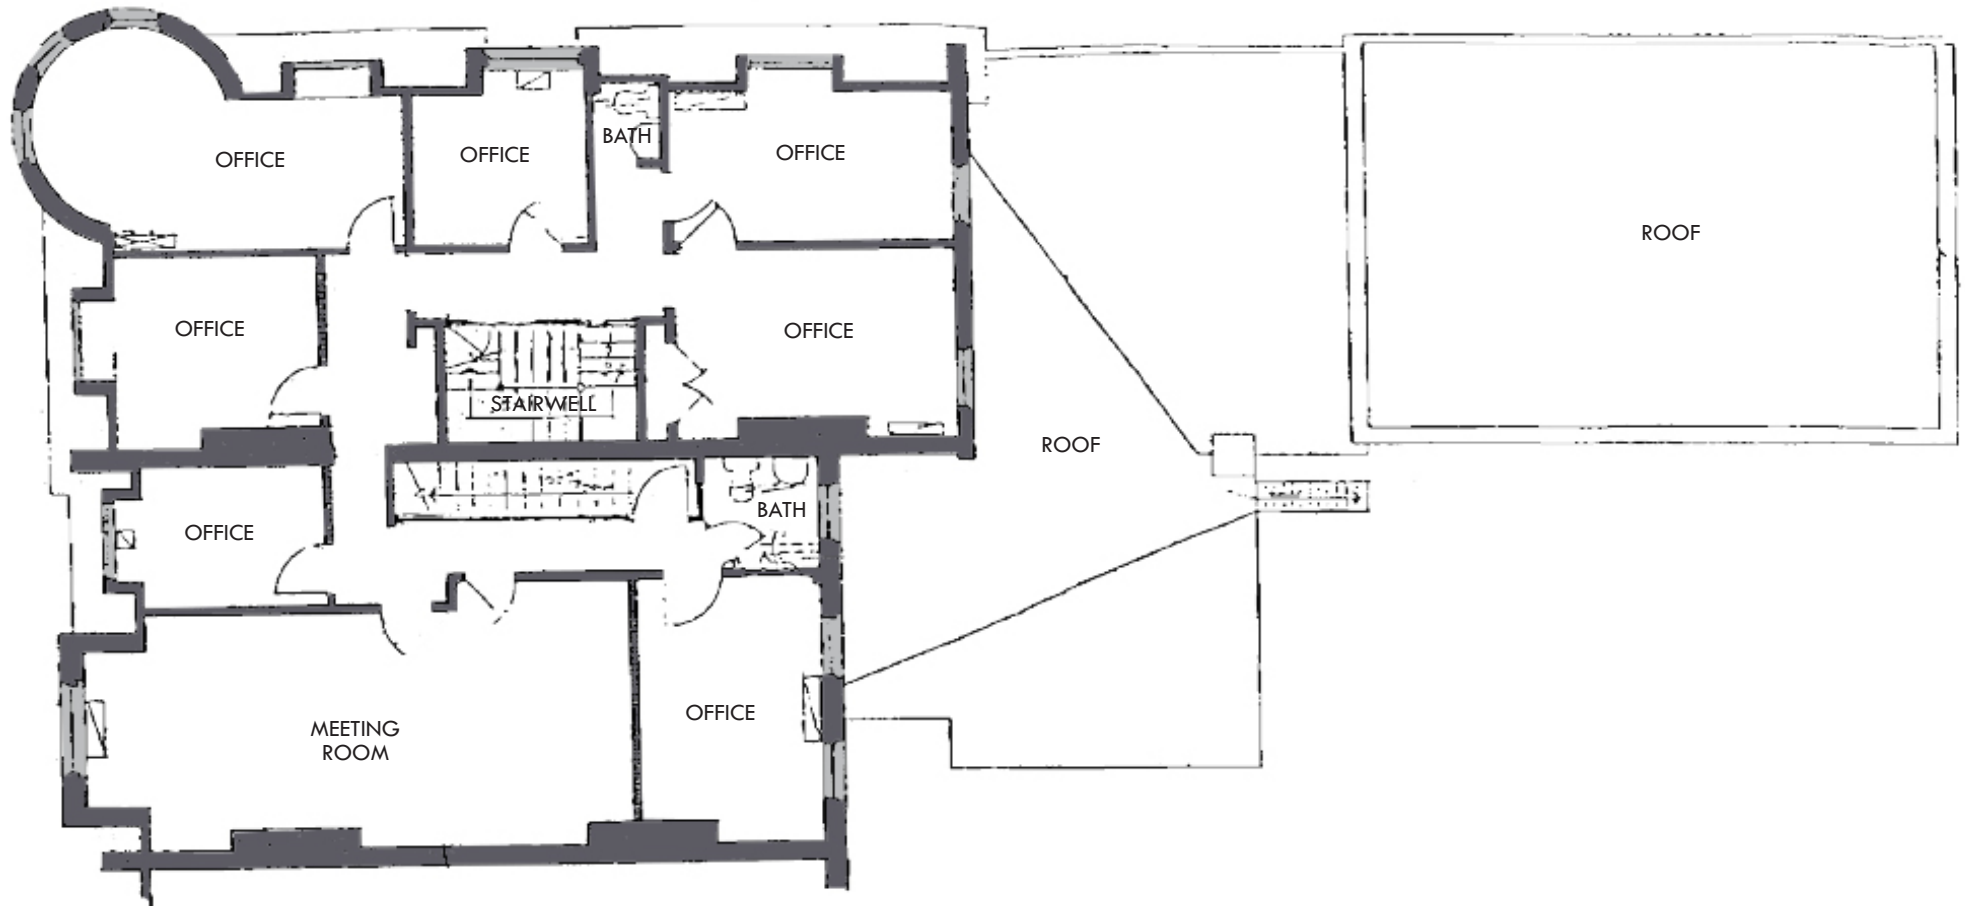 BATH
OFFICE
OFFICE
OFFICE
ROOF
OFFICE
OFFICE
STAIRWELL
ROOF
BATH
OFFICE
OFFICE
MEETING
ROOM